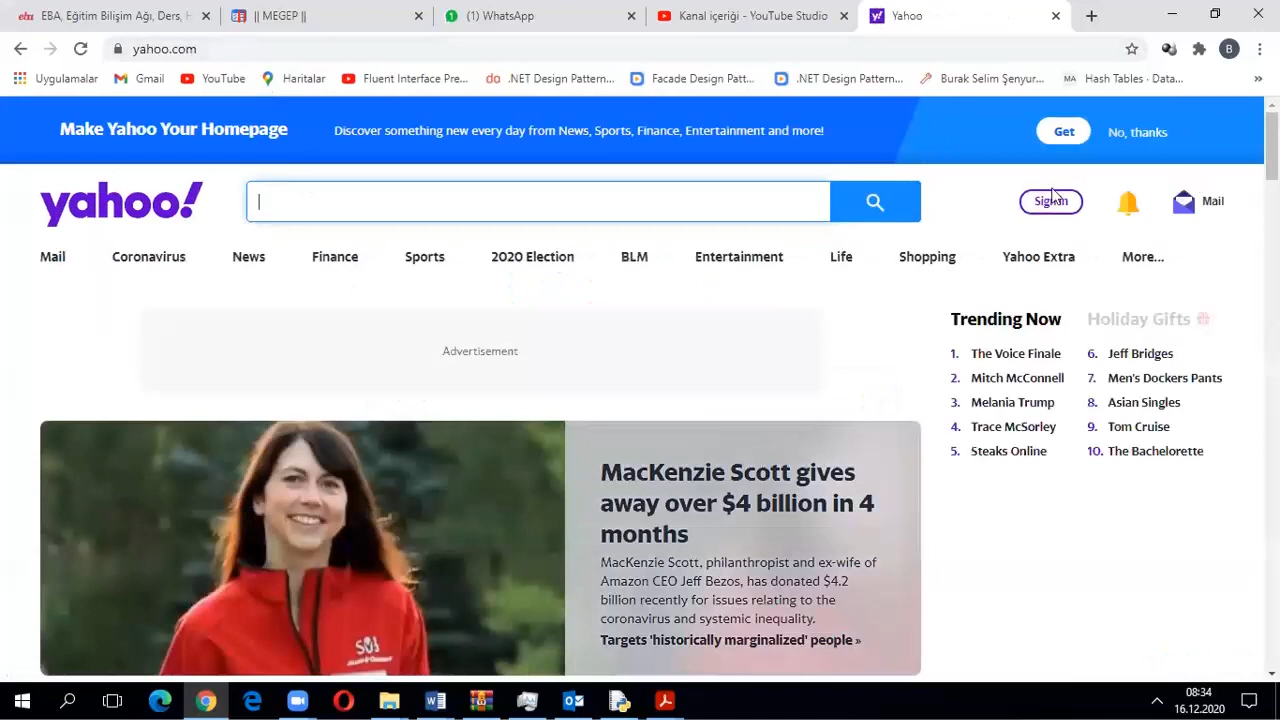 EBA, Eğitim Bilişim Ağı, Ders, H
|| MEGEP ||
(1) WhatsApp
Kanal içeriği - YouTube Studio
Yahoo
yahoo.com
B
Uygulamalar
Gmail
YouTube
Haritalar
Fluent Interface Pre...
.NET Design Pattern...
Facade Design Patt...
.NET Design Pattern...
Burak Selim Şenyur...
MA
Hash Tables - Data...
Make Yahoo Your Homepage
Discover something new every day from News, Sports, Finance, Entertainment and more!
Get
No, thanks
yahoo!
Sign in
Mail
Mail
Coronavirus
News
Finance
Sports
2020 Election
BLM
Entertainment
Life
Shopping
Yahoo Extra
More...
Advertisement
Trending Now
Holiday Gifts
1. The Voice Finale
2. Mitch McConnell
3. Melania Trump
4. Trace McSorley
5. Steaks Online
6. Jeff Bridges
7. Men's Dockers Pants
8. Asian Singles
9. Tom Cruise
10. The Bachelorette
MacKenzie Scott gives
away over $4 billion in 4
months
MacKenzie Scott, philanthropist and ex-wife of
Amazon CEO Jeff Bezos, has donated $4.2
billion recently for issues relating to the
coronavirus and systemic inequality.
Targets 'historically marginalized' people »
08:34
16.12.2020